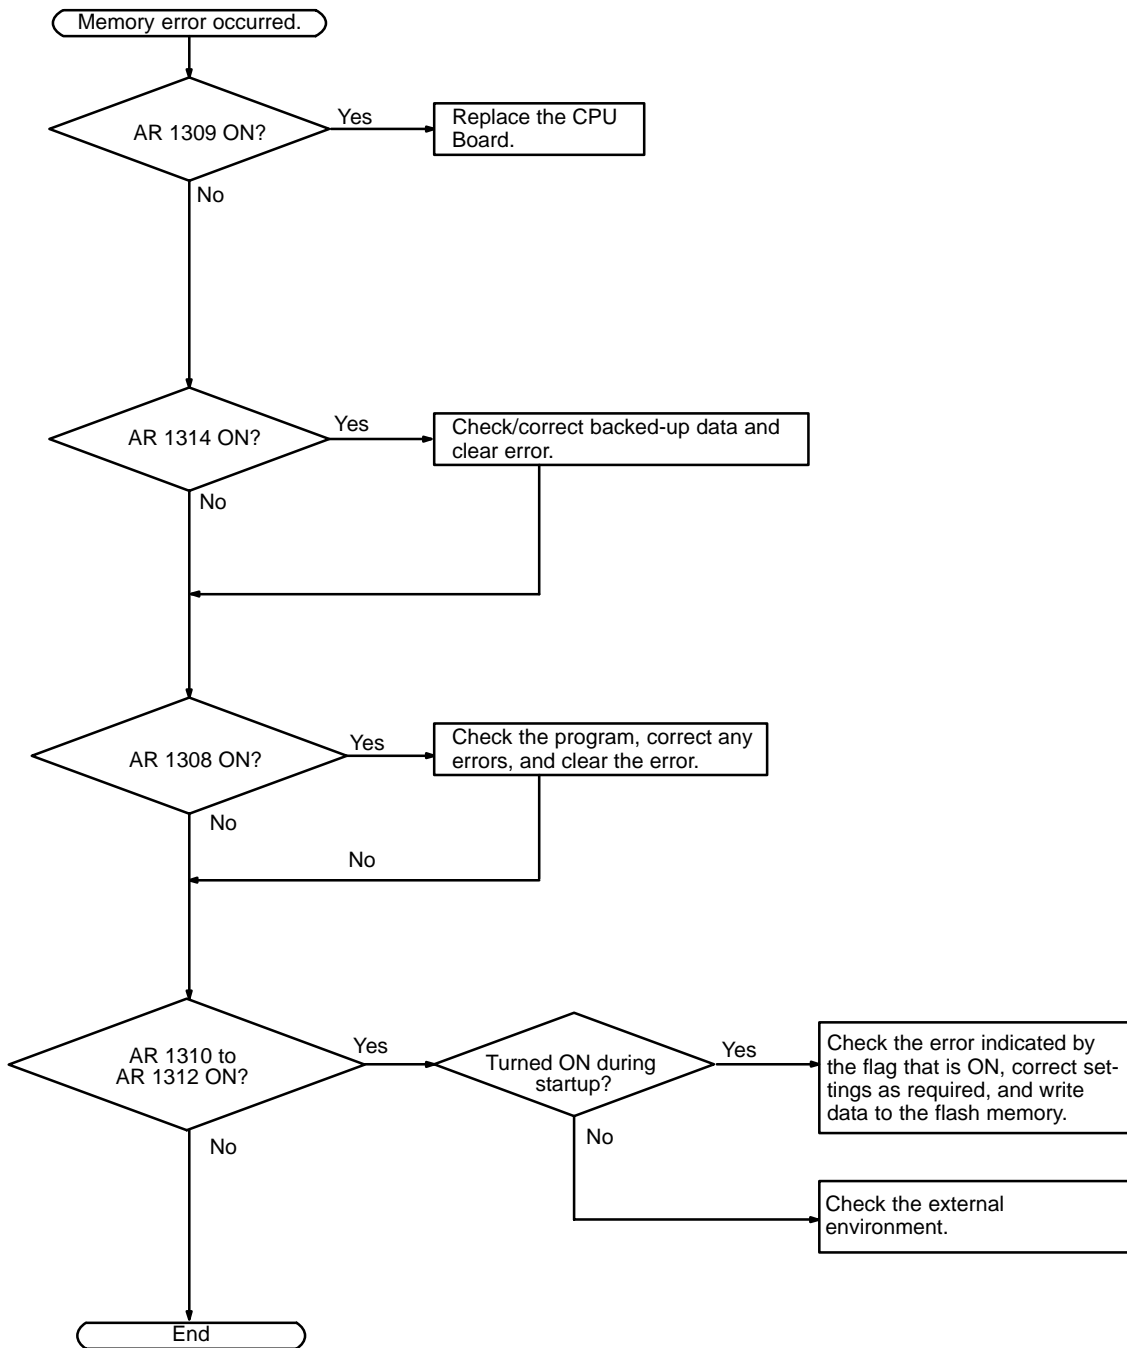 Memory error occurred.
AR 1309 ON?
Yes
Replace the CPU
Board.
No
AR 1314 ON?
Yes
Check/correct backed-up data and
clear error.
No
AR 1308 ON?
Yes
Check the program, correct any
errors, and clear the error.
No
No
AR 1310 to
AR 1312 ON?
Yes
Turned ON during
startup?
Yes
Check the error indicated by
the flag that is ON, correct set-
tings as required, and write
data to the flash memory.
No
No
Check the external
environment.
End